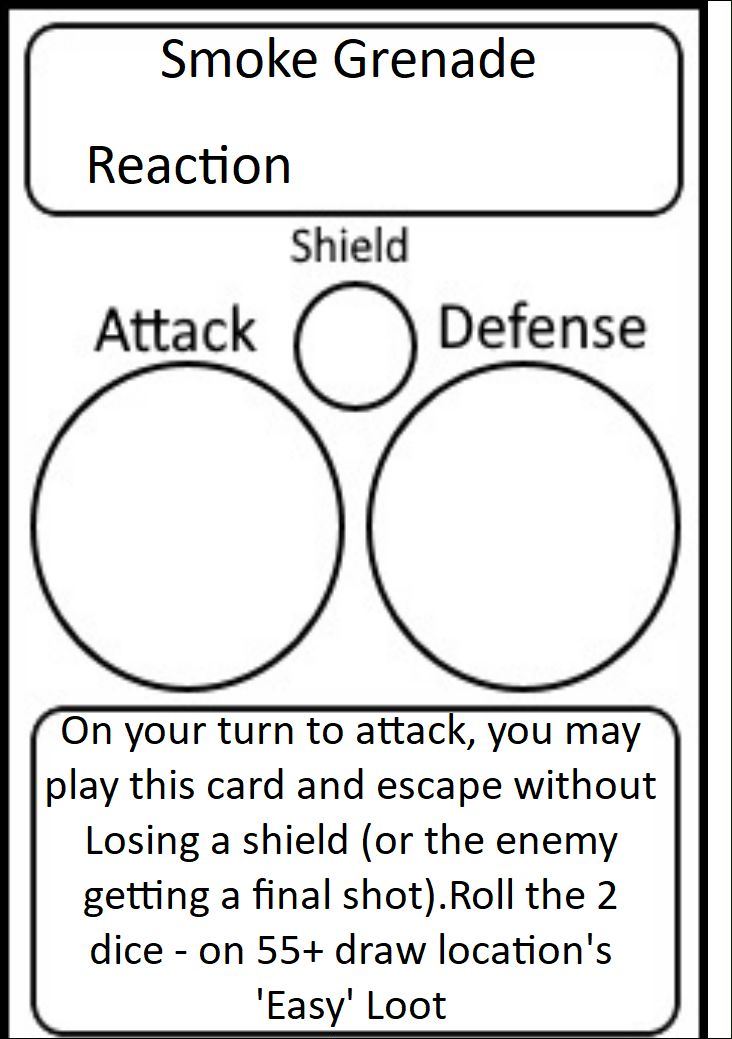 Smoke Grenade
Reaction
Shield
Attack
Defense
On your turn to attack, you may
play this card and escape without
Losing a shield (or the enemy
getting a final shot).Roll the 2
dice - on 55+ draw location's
'Easy' Loot